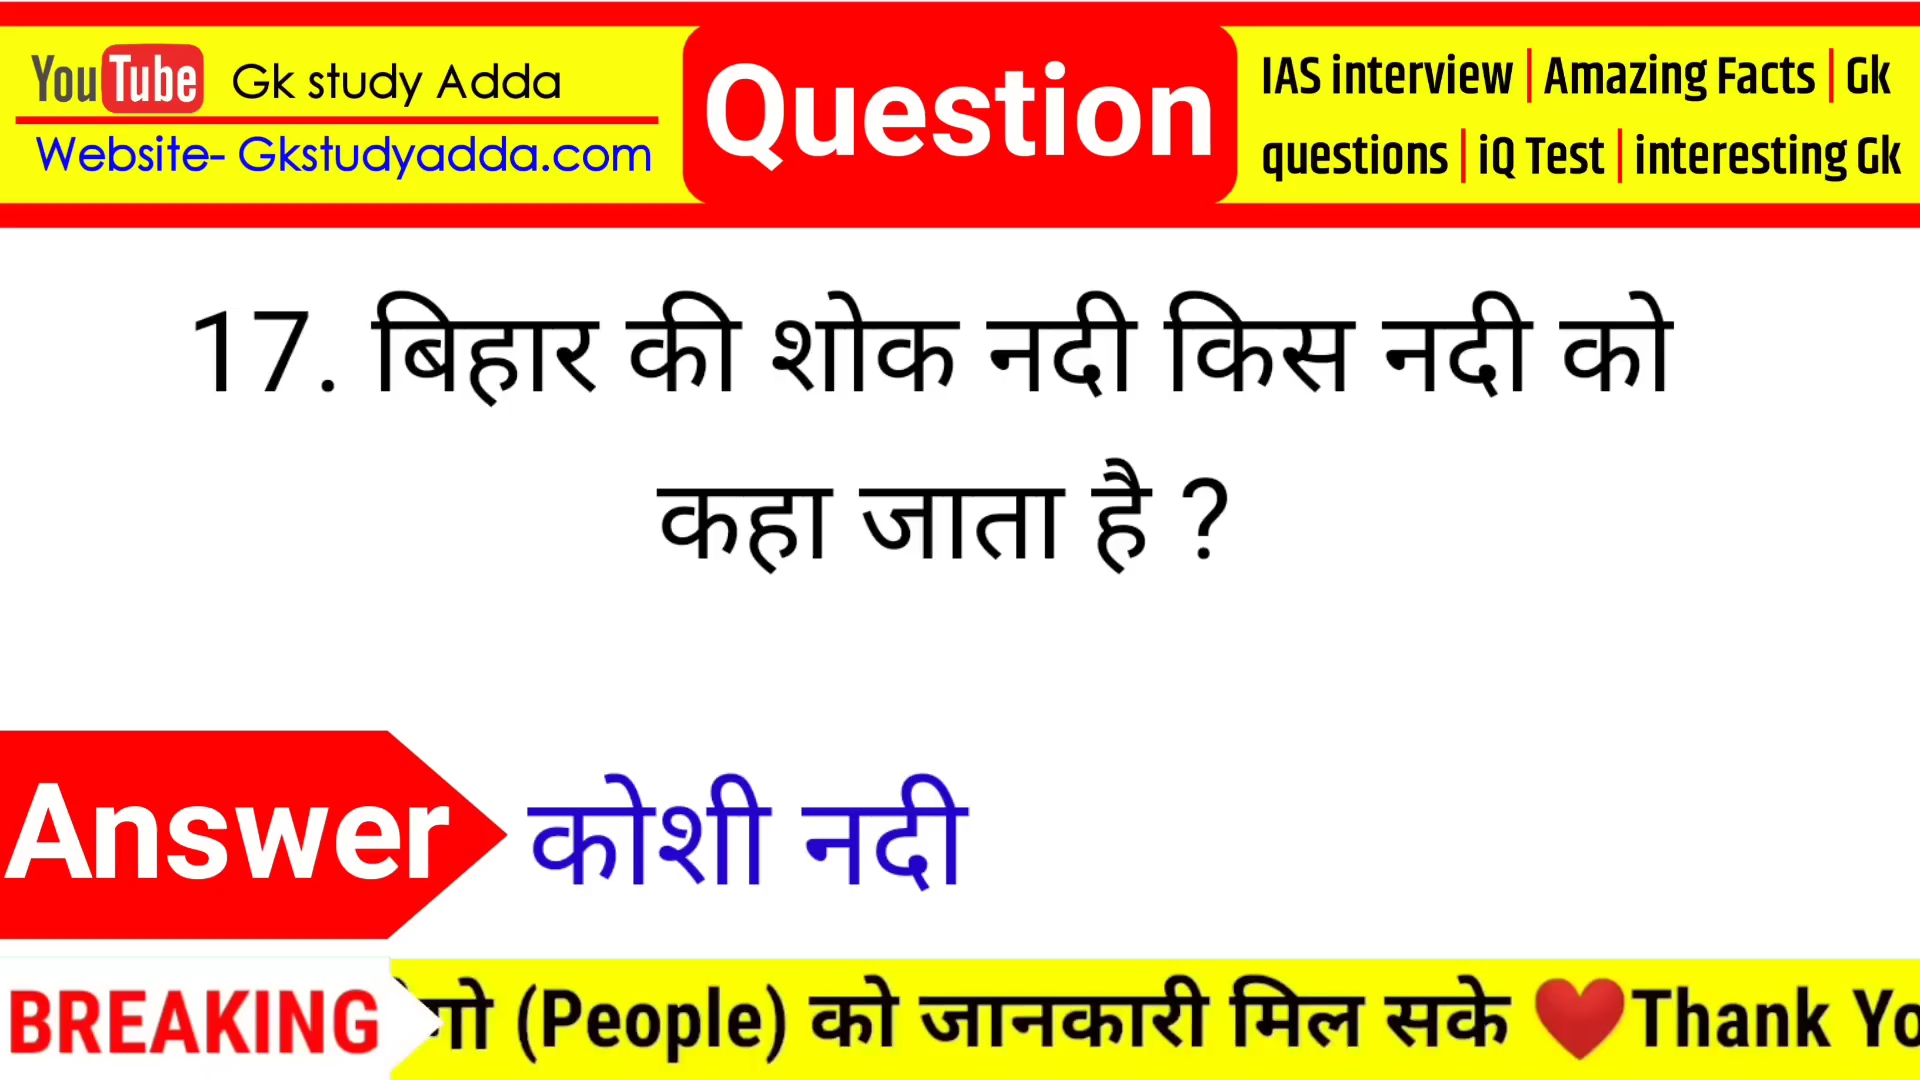 YouTube Gk study Adda
Website- Gkstudyadda.com
Question
IAS interview | Amazing Facts | Gk
questions | iQ Test | interesting Gk
17. बिहार की शोक नदी किस नदी को
कहा जाता है ?
Answer
कोशी नदी
BREAKING
(People) को जानकारी मिल सके ❤️Thank